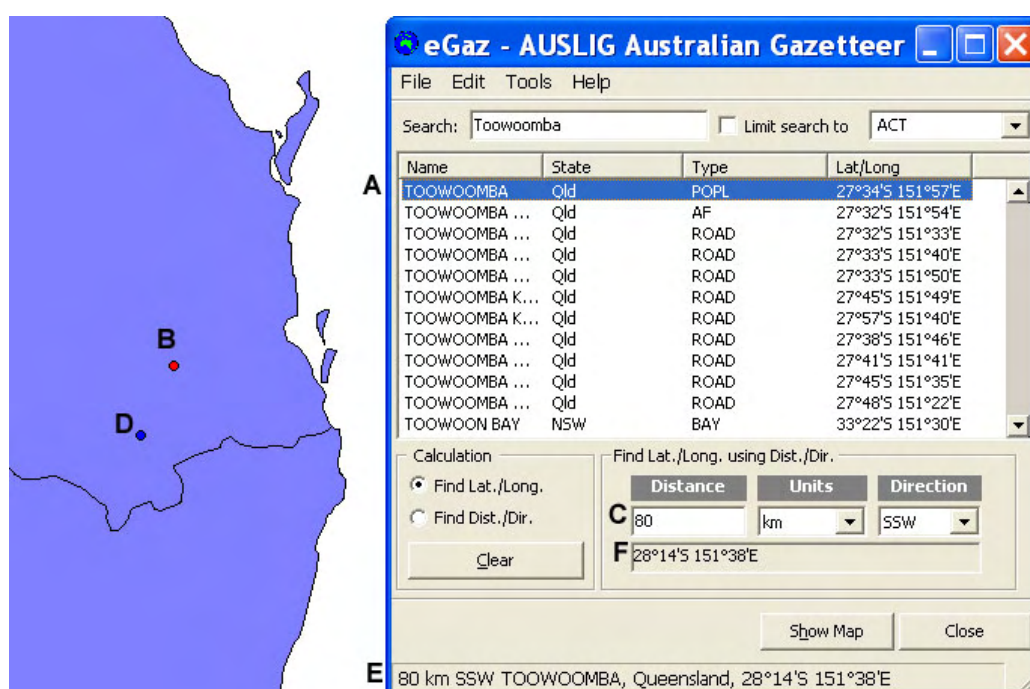 eGaz - AUSLIG Australian Gazetteer
File Edit Tools Help
Search: Toowoomba Limit search to ACT
Name State Type Lat/Long
A TOOWOOMBA Qld POPL 27°34'S 151°57'E
TOOWOOMBA ... Qld AF 27°32'S 151°54'E
TOOWOOMBA ... Qld ROAD 27°32'S 151°33'E
TOOWOOMBA ... Qld ROAD 27°33'S 151°40'E
TOOWOOMBA ... Qld ROAD 27°33'S 151°50'E
TOOWOOMBA K... Qld ROAD 27°45'S 151°49'E
TOOWOOMBA K... Qld ROAD 27°57'S 151°40'E
TOOWOOMBA ... Qld ROAD 27°38'S 151°46'E
TOOWOOMBA ... Qld ROAD 27°41'S 151°41'E
TOOWOOMBA ... Qld ROAD 27°45'S 151°35'E
TOOWOOMBA ... Qld ROAD 27°48'S 151°22'E
TOOWOON BAY NSW BAY 33°22'S 151°30'E
B
D
Calculation
Find Lat./Long.
Find Dist./Dir.
Clear
Find Lat./Long. using Dist./Dir.
Distance Units Direction
C 80 km SSW
F 28°14'S 151°38'E
Show Map Close
E 80 km SSW TOOWOOMBA, Queensland, 28°14'S 151°38'E